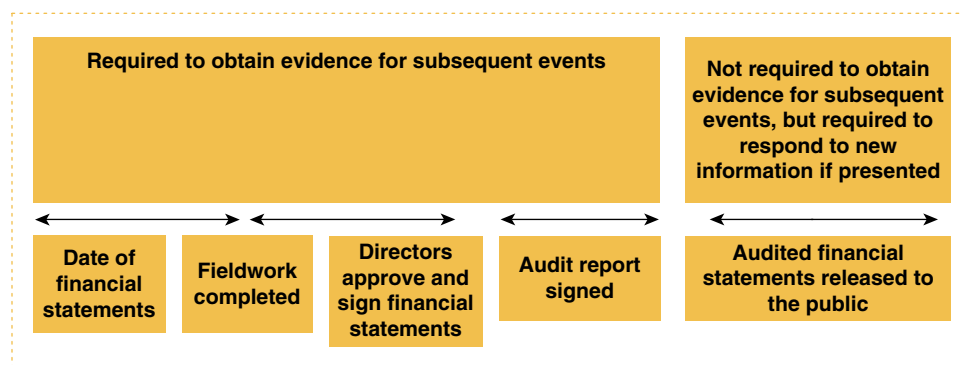 Required to obtain evidence for subsequent events
Not required to obtain
evidence for subsequent
events, but required to
respond to new
information if presented
Date of
financial
statements
Fieldwork
completed
Directors
approve and
sign financial
statements
Audit report
signed
Audited financial
statements released to
the public